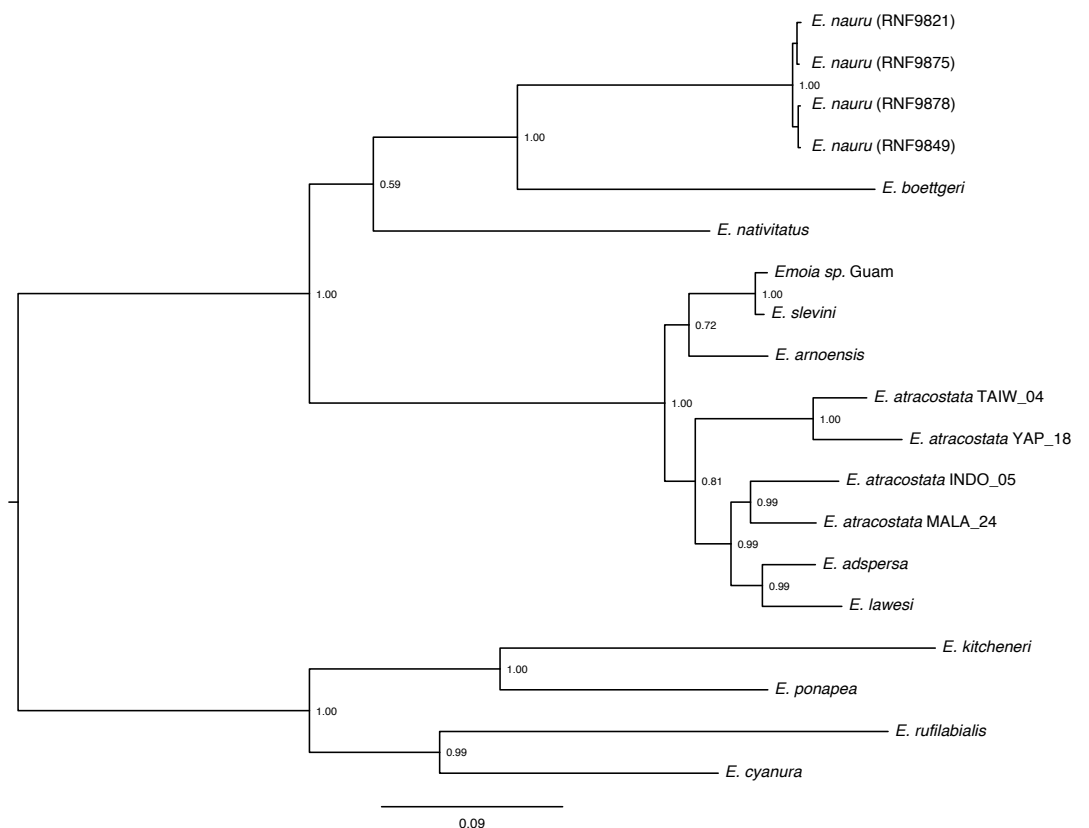 E. nauru (RNF9821)
E. nauru (RNF9875)
1.00
E. nauru (RNF9878)
1.00
E. nauru (RNF9849)
0.59
E. boettgeri
E. nativitatus
Emoia sp. Guam
1.00
1.00
E. slevini
0.72
E. arnoensis
E. atracostata TAIW_04
1.00
1.00
E. atracostata YAP_18
0.81
E. atracostata INDO_05
0.99
E. atracostata MALA_24
0.99
E. adspersa
0.99
E. lawesi
E. kitcheneri
1.00
E. ponapea
1.00
E. rufilabialis
0.99
E. cyanura
0.09